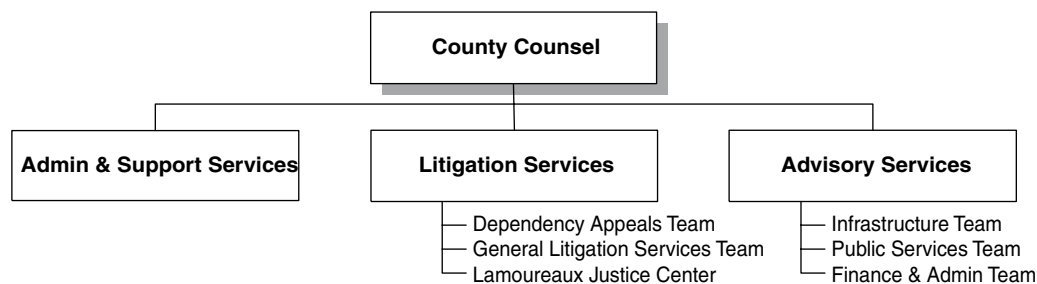 County Counsel
Admin & Support Services
Litigation Services
Advisory Services
Dependency Appeals Team
General Litigation Services Team
Lamoureaux Justice Center
Infrastructure Team
Public Services Team
Finance & Admin Team